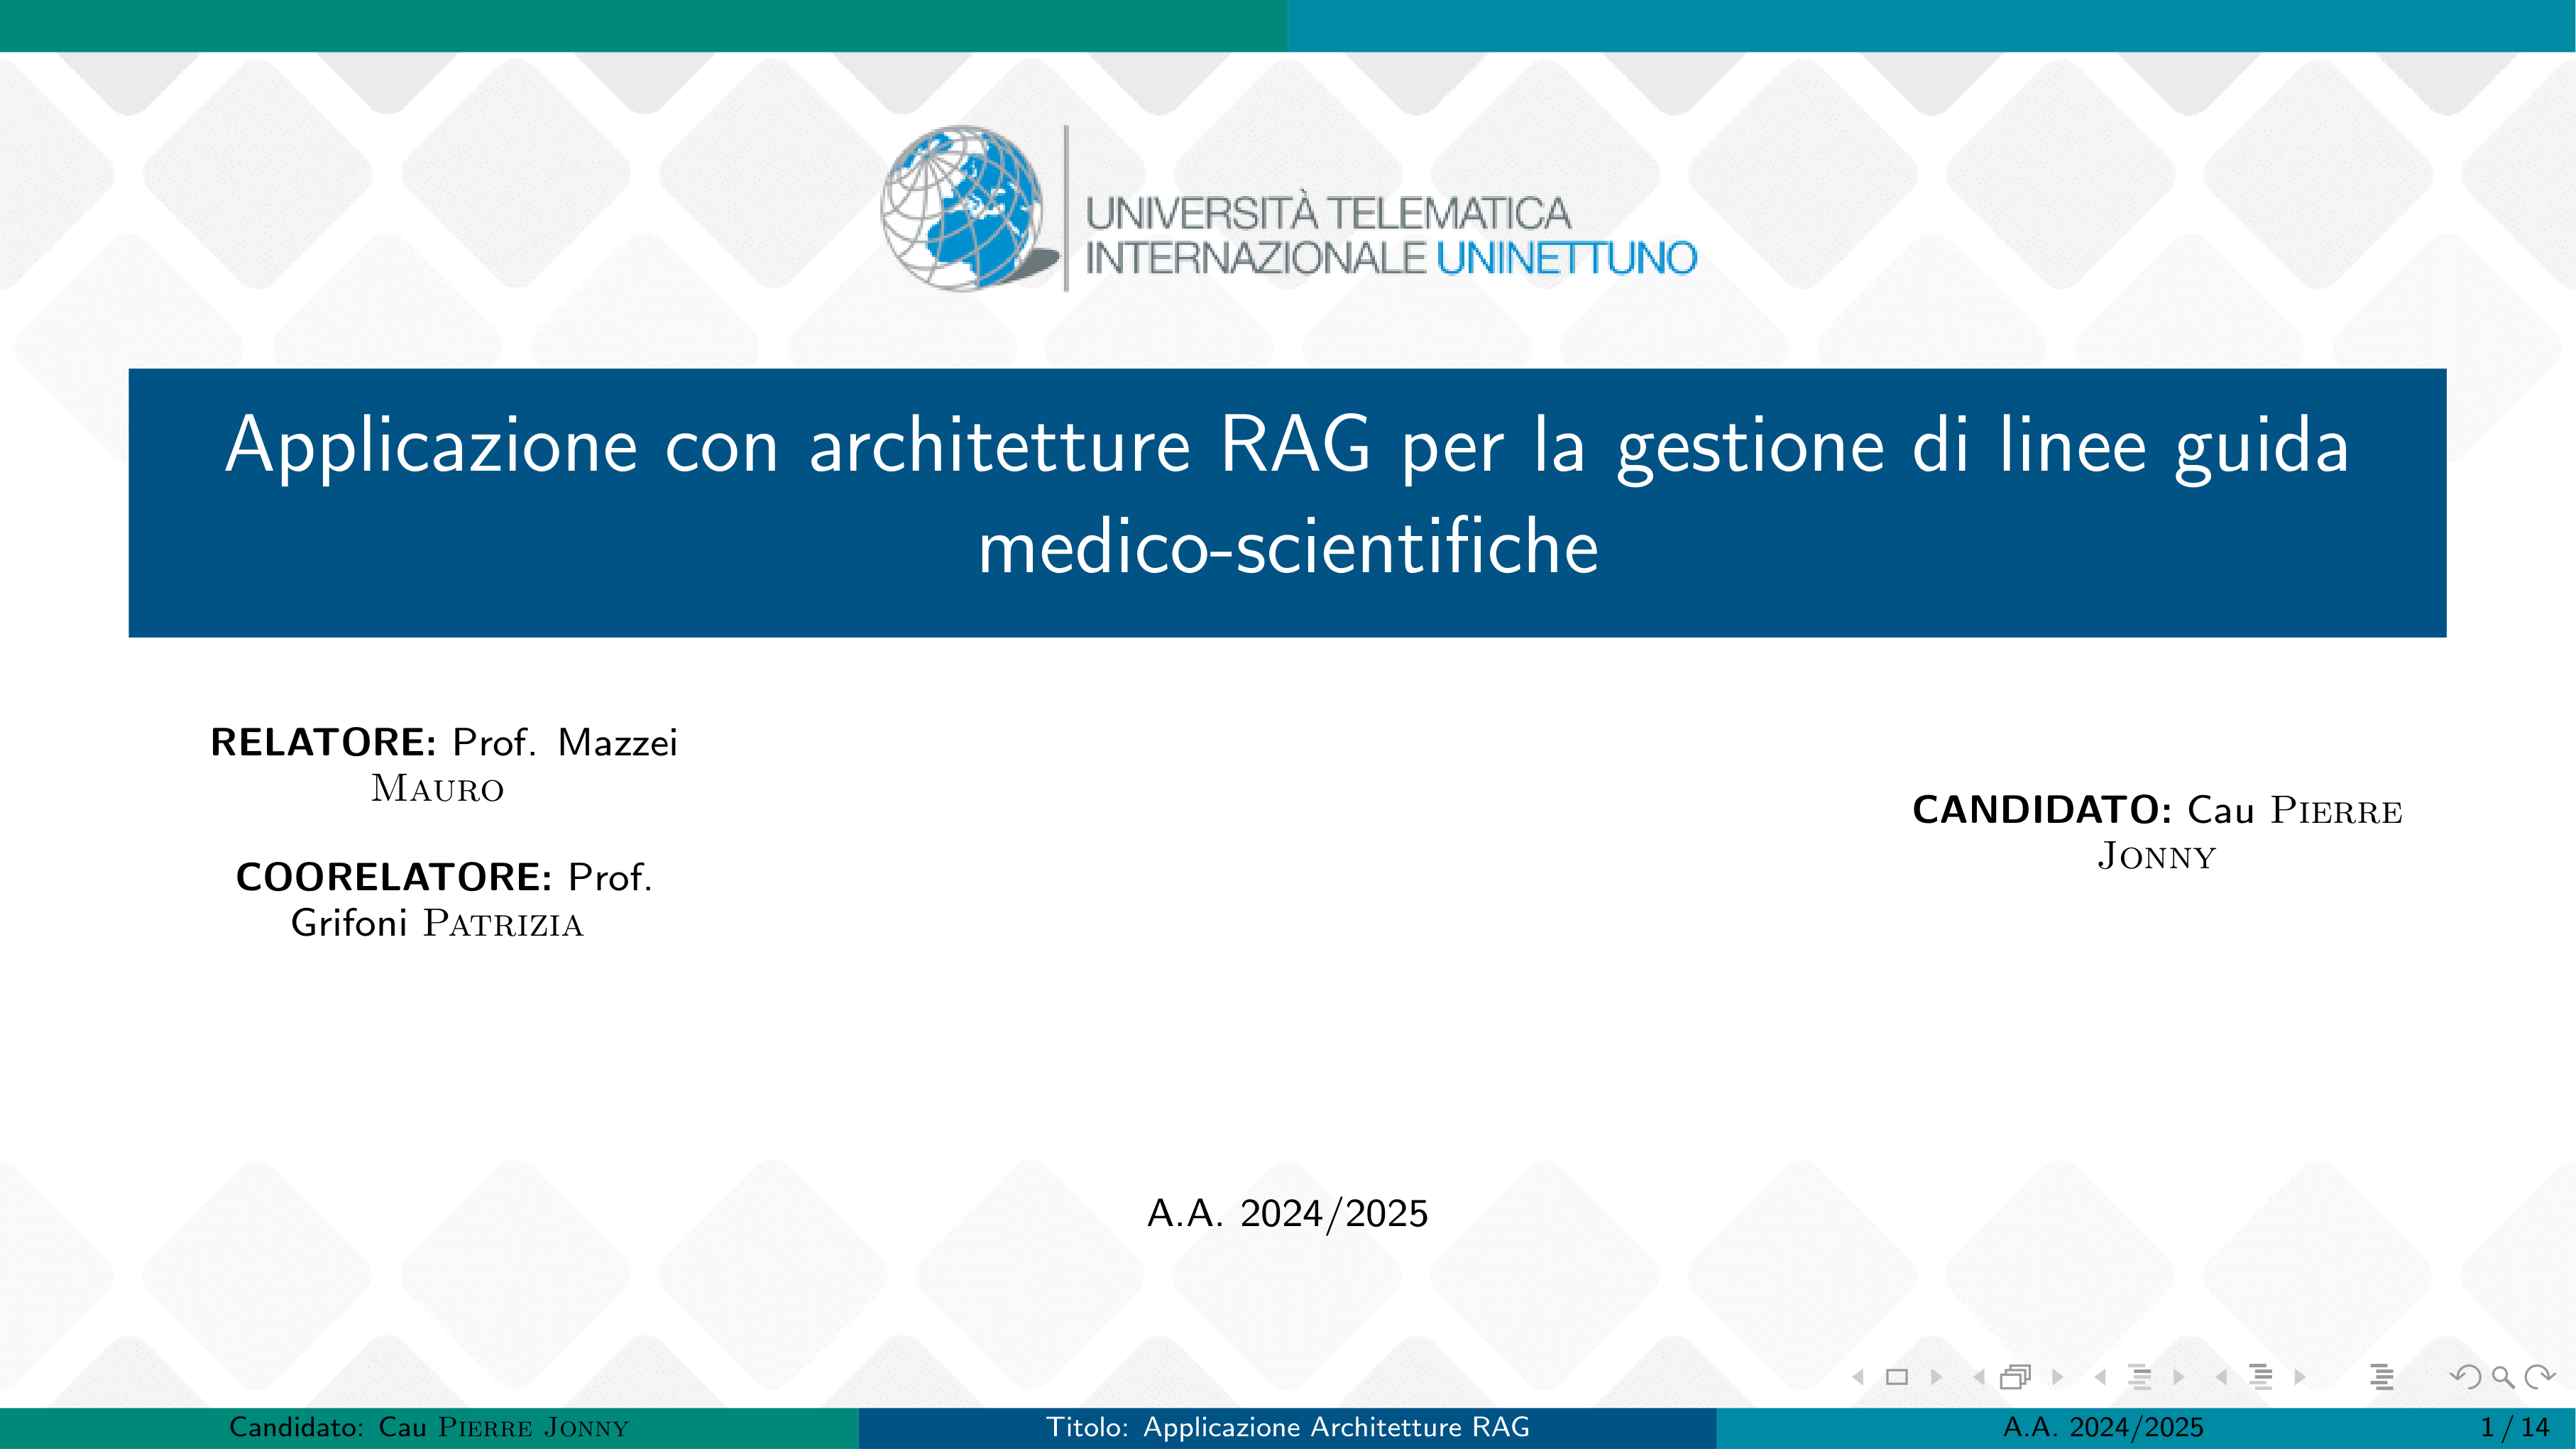 UNIVERSITÀ TELEMATICA
INTERNAZIONALE UNINETTUNO
Applicazione con architetture RAG per la gestione di linee guida
medico-scientifiche
RELATORE: Prof. Mazzei
MAURO
COORELATORE: Prof.
Grifoni PATRIZIA
CANDIDATO: Cau PIERRE
JONNY
A.A. 2024/2025
Candidato: Cau PIERRE JONNY
Titolo: Applicazione Architetture RAG
A.A. 2024/2025
1 / 14